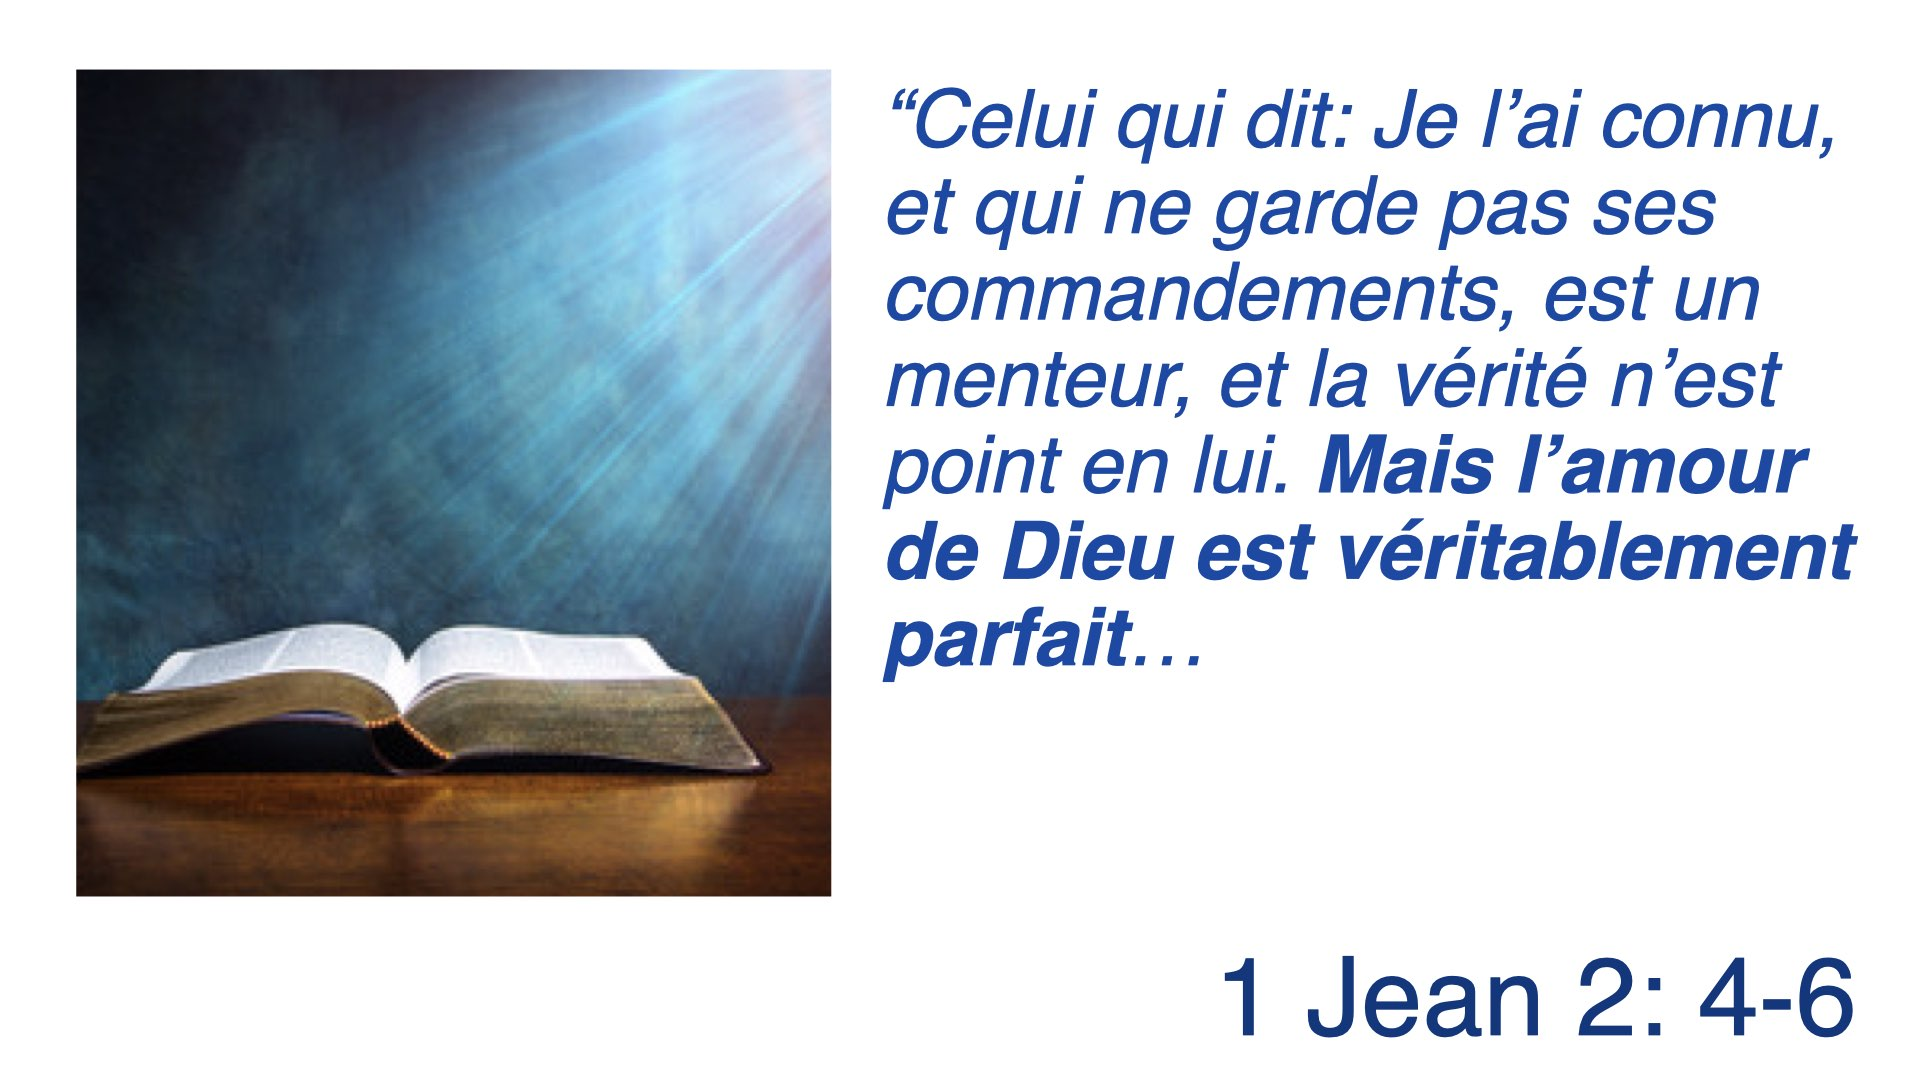 “Celui qui dit: Je l’ai connu,
et qui ne garde pas ses
commandements, est un
menteur, et la vérité n’est
point en lui. Mais l’amour
de Dieu est véritablement
parfait…
1 Jean 2: 4-6